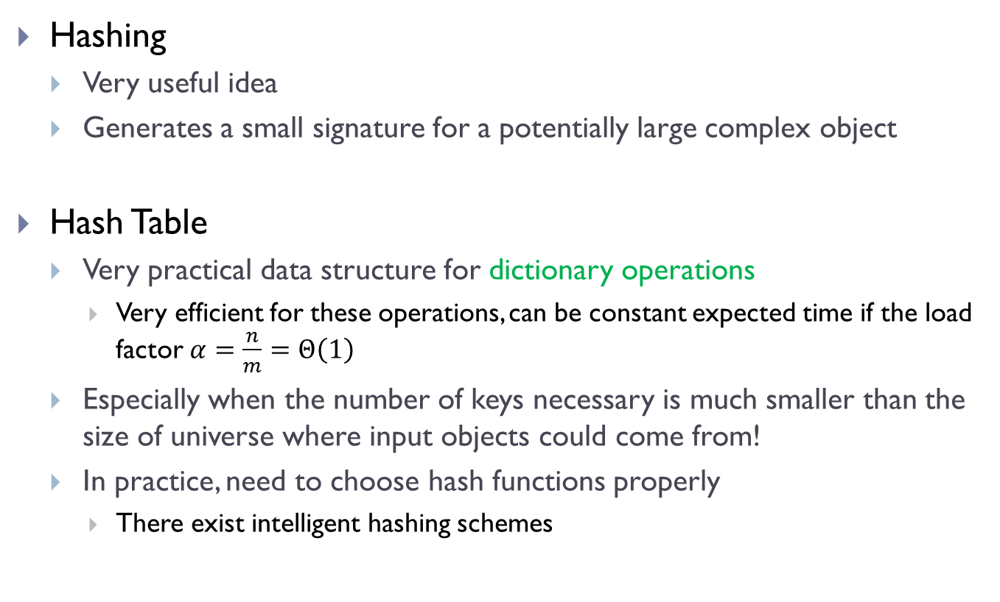 Hashing
Very useful idea
Generates a small signature for a potentially large complex object
Hash Table
Very practical data structure for dictionary operations
Very efficient for these operations, can be constant expected time if the load
factor α = n/m = Θ(1)
Especially when the number of keys necessary is much smaller than the
size of universe where input objects could come from!
In practice, need to choose hash functions properly
There exist intelligent hashing schemes